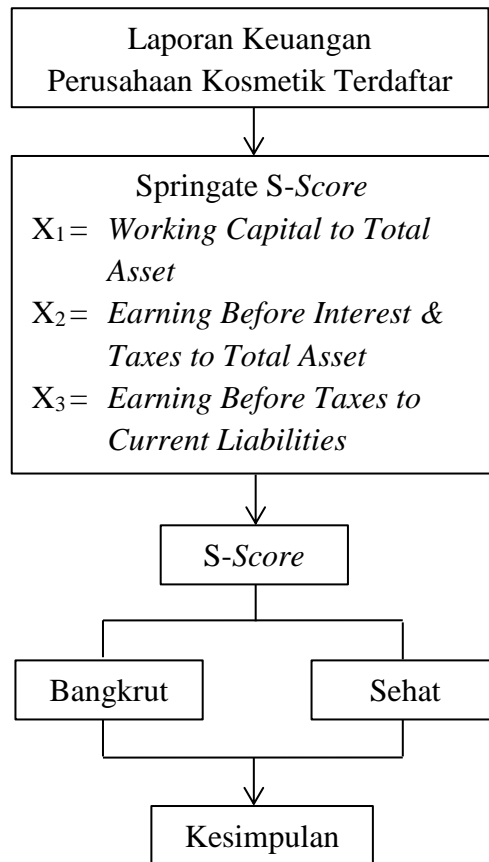 Laporan Keuangan
Perusahaan Kosmetik Terdaftar
Springate S-Score
X₁ = Working Capital to Total
Asset
X₂ = Earning Before Interest &
Taxes to Total Asset
X₃ = Earning Before Taxes to
Current Liabilities
S-Score
Bangkrut
Sehat
Kesimpulan